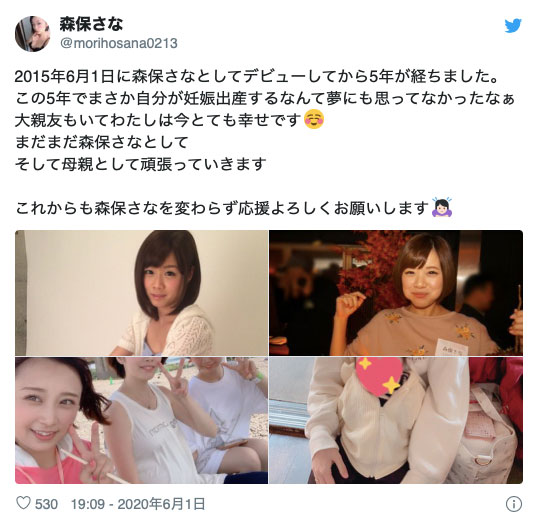 森保さな
@morihosana0213
2015年6月1日に森保さなとしてデビューしてから5年が経ちました。
この5年でまさか自分が妊娠出産するなんて夢にも思ってなかったなぁ
大親友もいてわたしは今とても幸せです☺️
まだまだ森保さなとして
そして母親として頑張っていきます
これからも森保さなを変わらず応援よろしくお願いします🙇🏻‍♀️
530 19:09 - 2020年6月1日